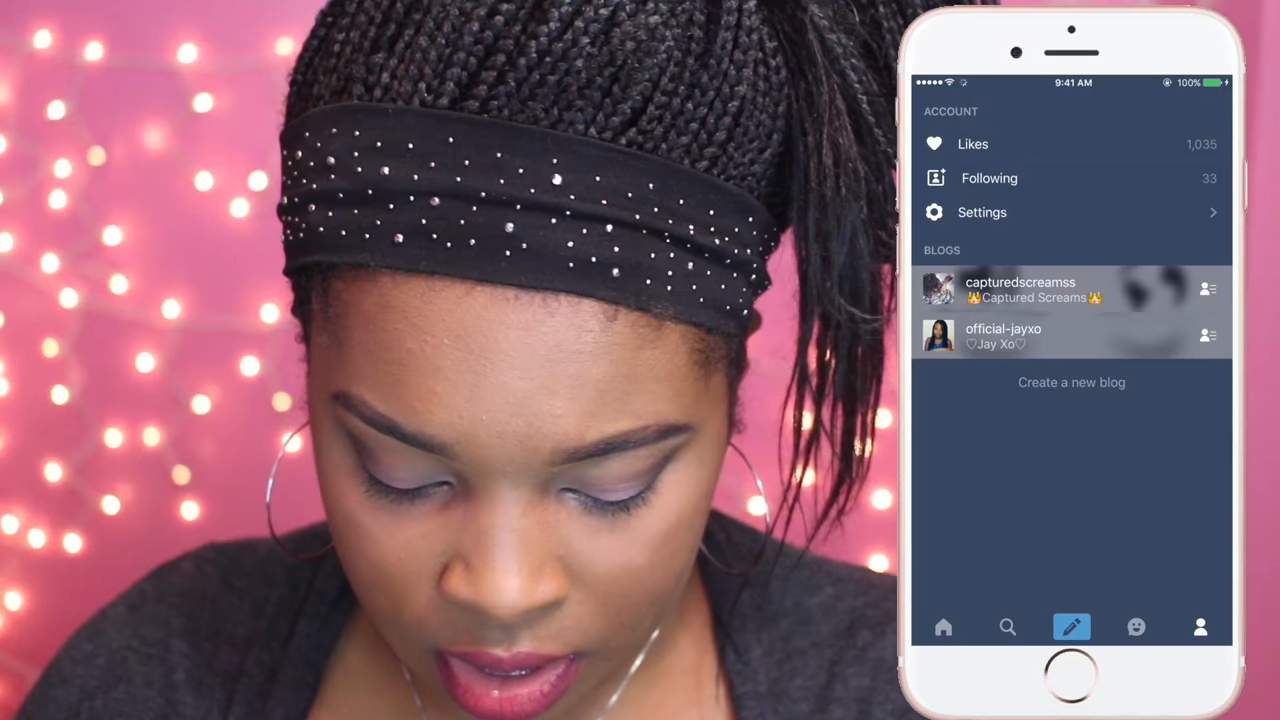 9:41 AM 100%
ACCOUNT
Likes 1,035
Following 33
Settings
BLOGS
capturedscreamss
👑Captured Screams👑
official-jayxo
♡Jay Xo♡
Create a new blog